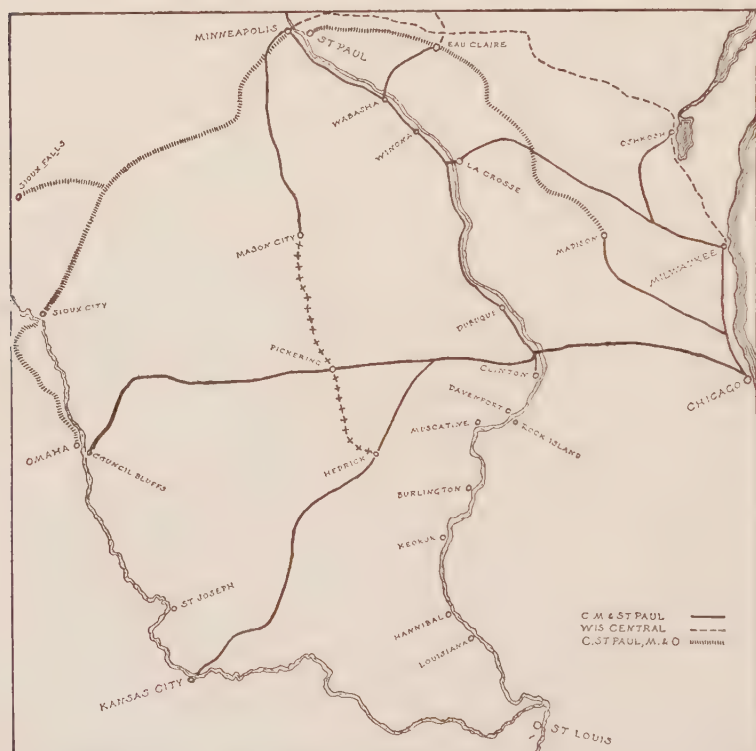 MINNEAPOLIS
ST PAUL
EAU CLAIRE
WABASHA
WINONA
OSHKOSH
SIOUX FALLS
LA CROSSE
MASON CITY
MADISON
MILWAUKEE
SIOUX CITY
DUBUQUE
PICKERING
CLINTON
CHICAGO
DAVENPORT
MUSCATINE
ROCK ISLAND
OMAHA
COUNCIL BLUFFS
HEDRICK
BURLINGTON
KEOKUK
ST JOSEPH
HANNIBAL
C M & ST PAUL
WIS CENTRAL
C. ST PAUL, M. & O
LOUISIANA
KANSAS CITY
ST LOUIS